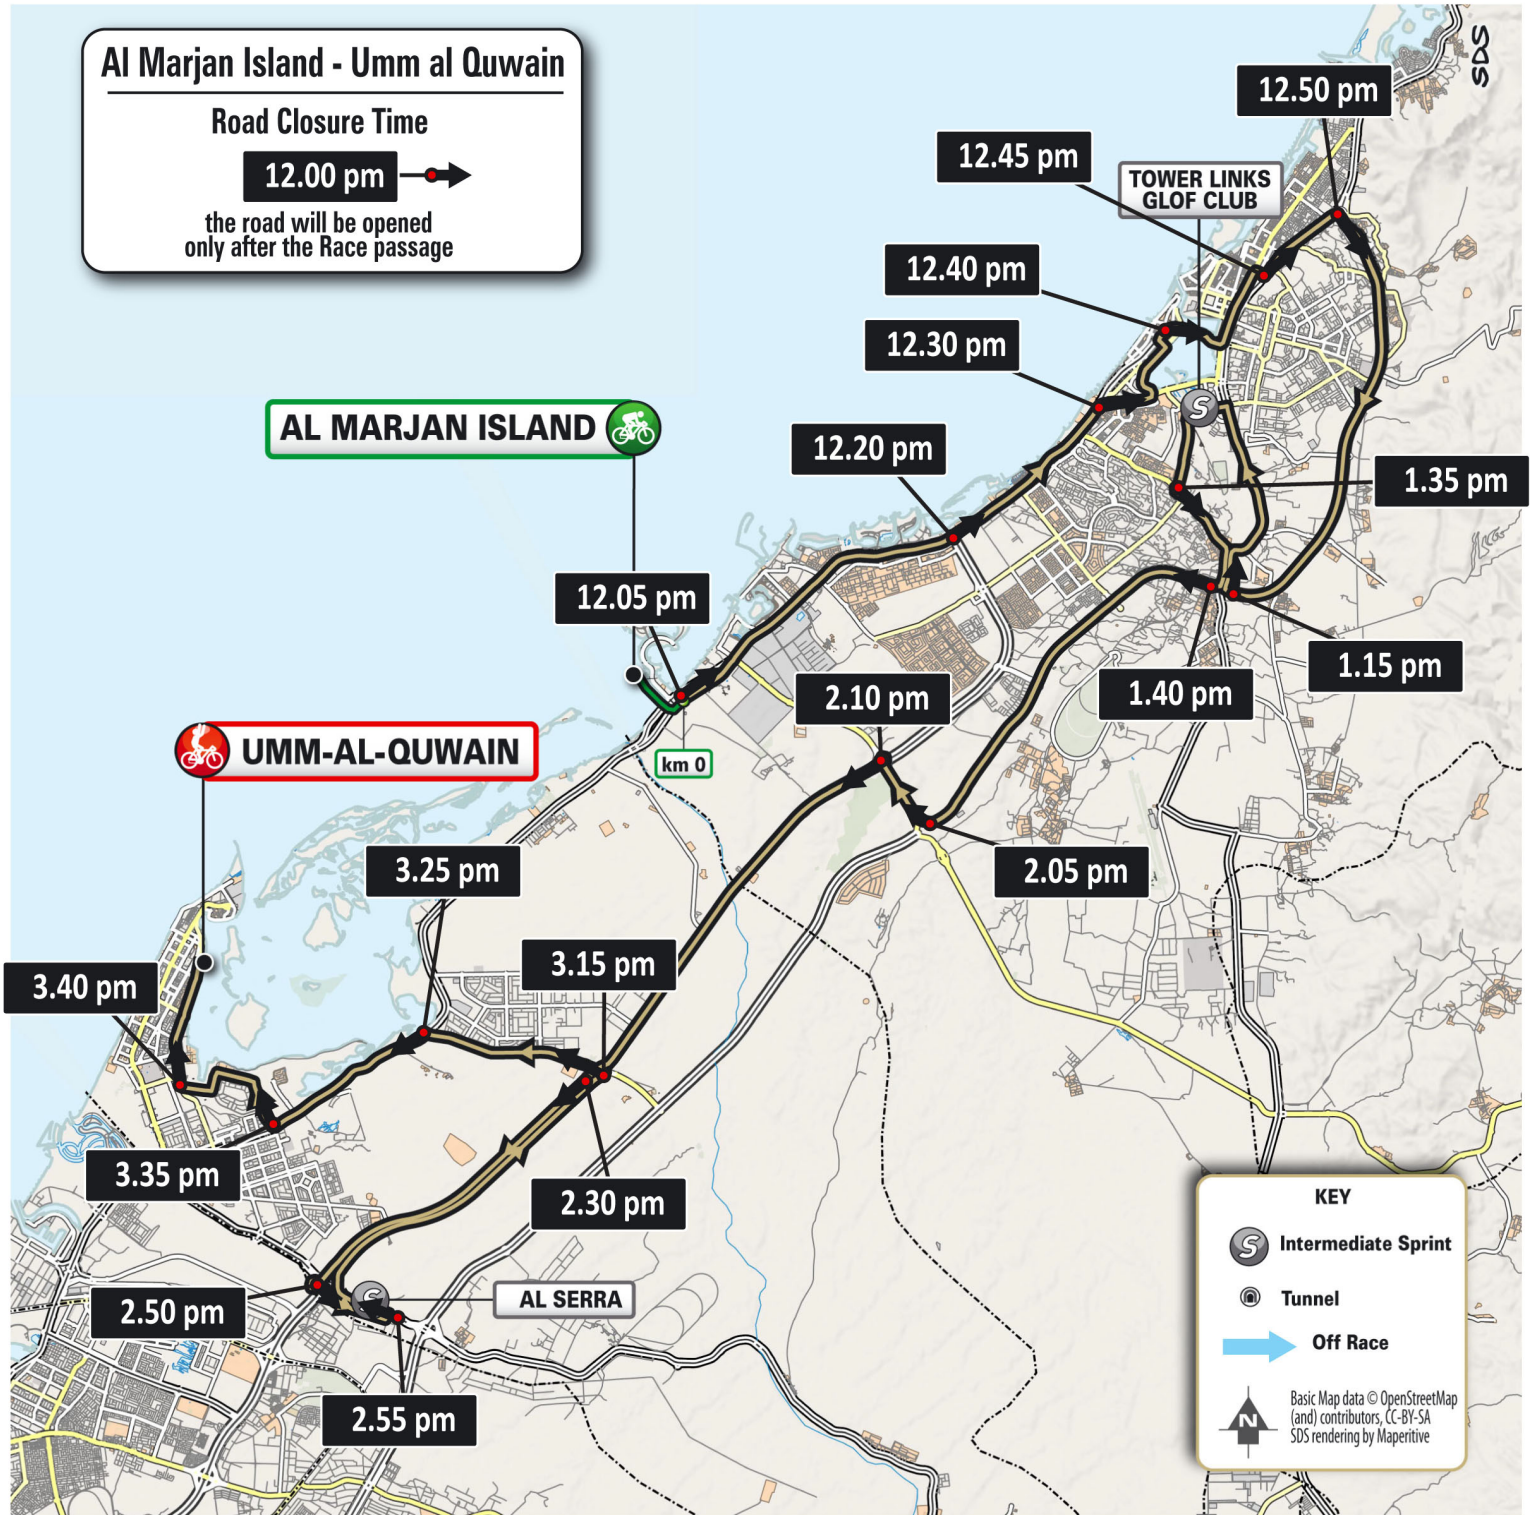 Al Marjan Island - Umm al Quwain
Road Closure Time
12.00 pm
the road will be opened
only after the Race passage
SDS
12.50 pm
12.45 pm
TOWER LINKS
GLOF CLUB
12.40 pm
12.30 pm
AL MARJAN ISLAND
12.20 pm
S
1.35 pm
12.05 pm
1.15 pm
1.40 pm
2.10 pm
UMM-AL-QUWAIN
km 0
3.25 pm
2.05 pm
3.15 pm
3.40 pm
3.35 pm
2.30 pm
2.50 pm
S
AL SERRA
2.55 pm
KEY
S Intermediate Sprint
Tunnel
Off Race
N
Basic Map data © OpenStreetMap
(and) contributors, CC-BY-SA
SDS rendering by Maperitive